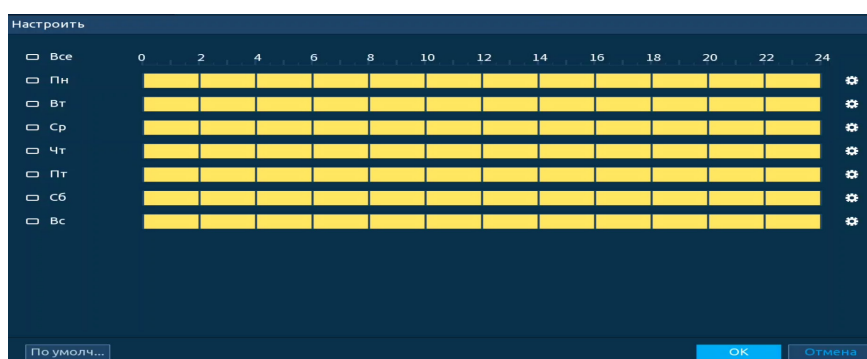 Настроить
Все 0 2 4 6 8 10 12 14 16 18 20 22 24
Пн
Вт
Ср
Чт
Пт
Сб
Вс
По умолч... OK Отмена